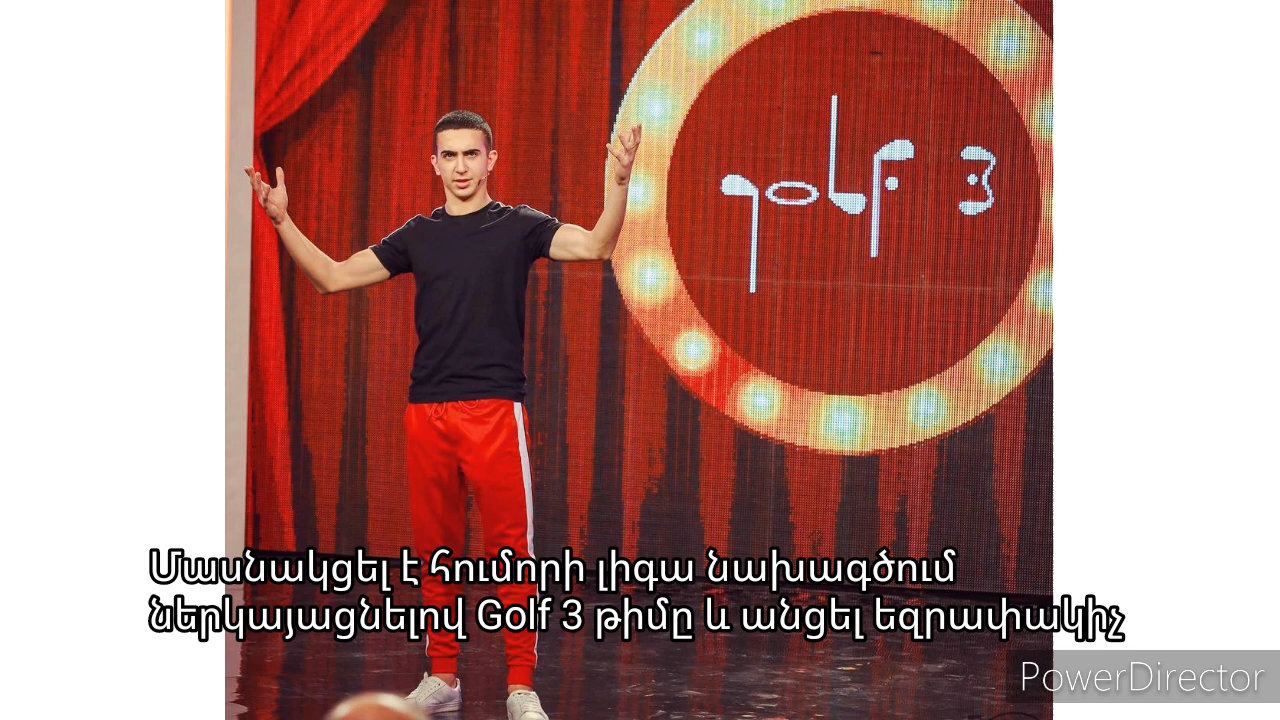 golf 3
Մասնակցել է հումորի լիգա նախագծում
ներկայացնելով Golf 3 թիմը և անցել եզրափակիչ
PowerDirector